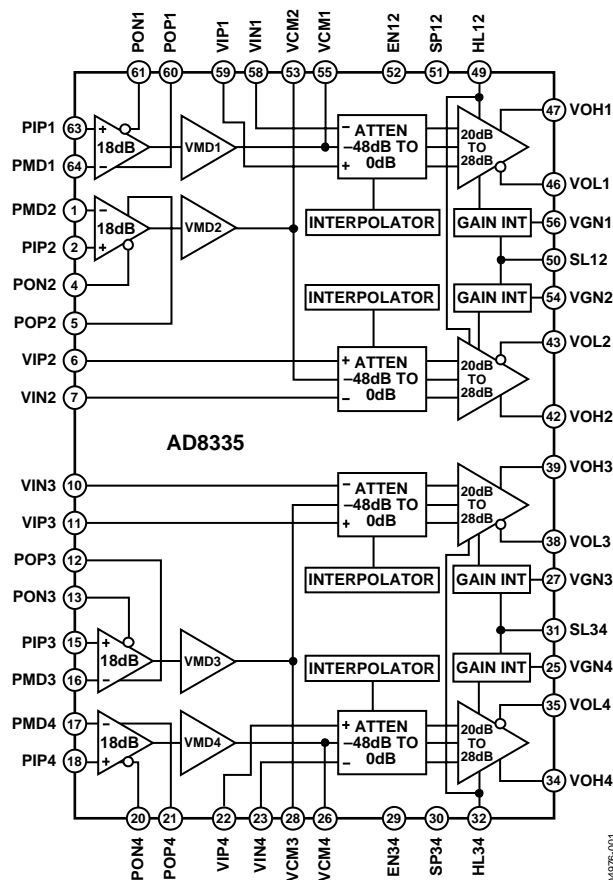 PON1 POP1 VIP1 VIN1 VCM2 VCM1 EN12 SP12 HL12
61 60 59 58 53 55 52 51 49
PIP1 63 + 18dB VMD1 − ATTEN 20dB 47 VOH1
−48dB TO TO
PMD1 64 − + 0dB 28dB 46 VOL1
PMD2 1 − 18dB VMD2 INTERPOLATOR GAIN INT 56 VGN1
PIP2 2 + 50 SL12
PON2 4 INTERPOLATOR GAIN INT 54 VGN2
POP2 5 43 VOL2
VIP2 6 + ATTEN 20dB
−48dB TO TO
VIN2 7 − 0dB 28dB 42 VOH2
AD8335
39 VOH3
VIN3 10 − ATTEN 20dB
−48dB TO TO
VIP3 11 + 0dB 28dB 38 VOL3
POP3 12
PON3 13 INTERPOLATOR GAIN INT 27 VGN3
PIP3 15 + 18dB VMD3 31 SL34
PMD3 16 − INTERPOLATOR GAIN INT 25 VGN4
PMD4 17 − 18dB VMD4 + ATTEN 20dB 35 VOL4
−48dB TO TO
PIP4 18 + − 0dB 28dB 34 VOH4
20 21 22 23 28 26 29 30 32
PON4 POP4 VIP4 VIN4 VCM3 VCM4 EN34 SP34 HL34